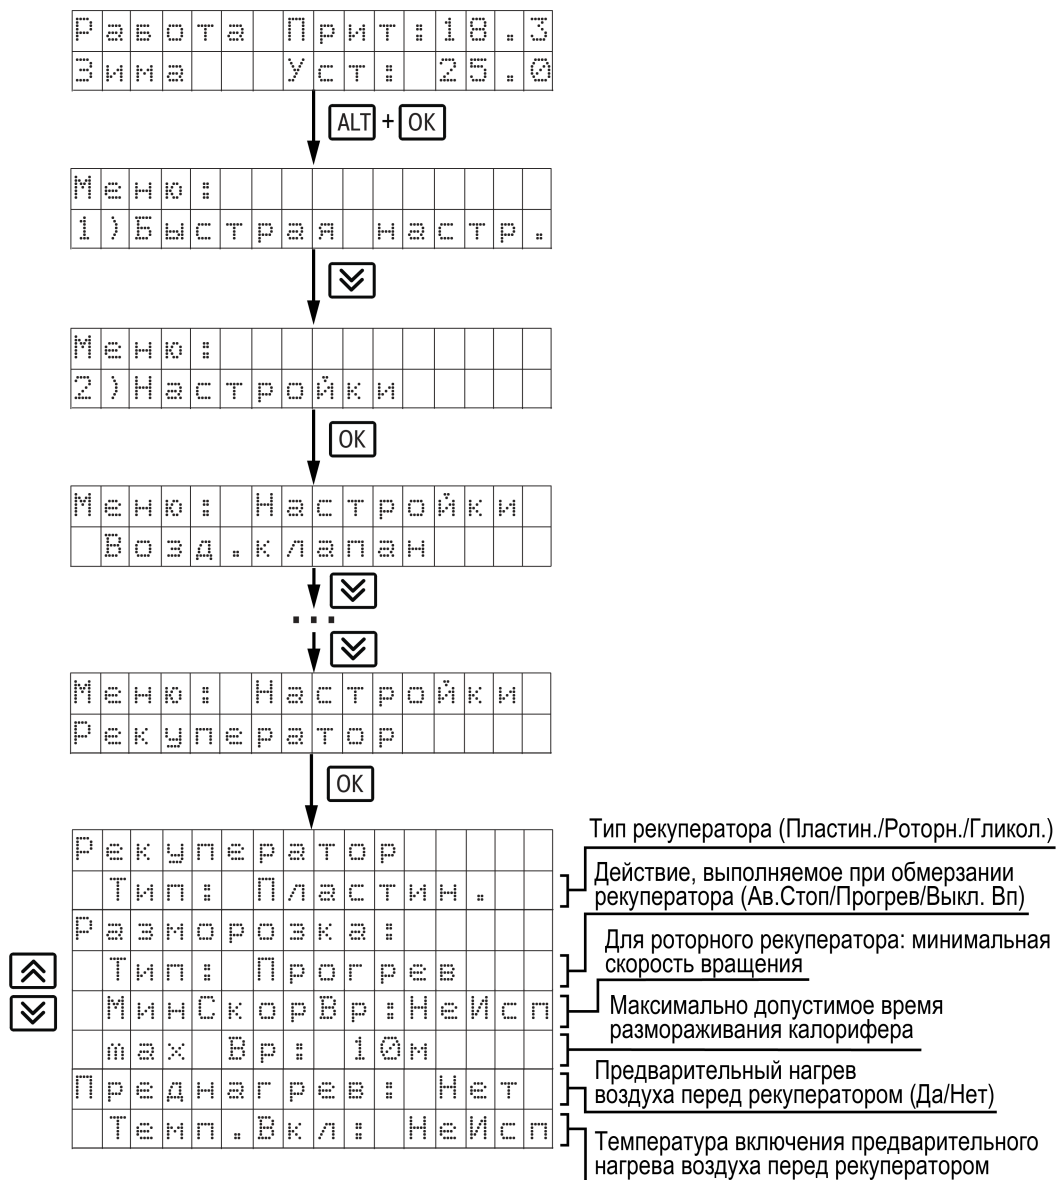 Работа Прит:18.3
Зима Уст: 25.0
ALT + OK
Меню:
1)Быстрая настр.
Меню:
2)Настройки
OK
Меню: Настройки
Возд.клапан
...
Меню: Настройки
Рекуператор
OK
Рекуператор
Тип: Пластин.
Разморозка:
Тип: Прогрев
МинСкорВр:НеИсп
max Вр: 10м
Преднагрев: Нет
Темп.Вкл: НеИсп
Тип рекуператора (Пластин./Роторн./Гликол.)
Действие, выполняемое при обмерзании
рекуператора (Ав.Стоп/Прогрев/Выкл. Вп)
Для роторного рекуператора: минимальная
скорость вращения
Максимально допустимое время
размораживания калорифера
Предварительный нагрев
воздуха перед рекуператором (Да/Нет)
Температура включения предварительного
нагрева воздуха перед рекуператором